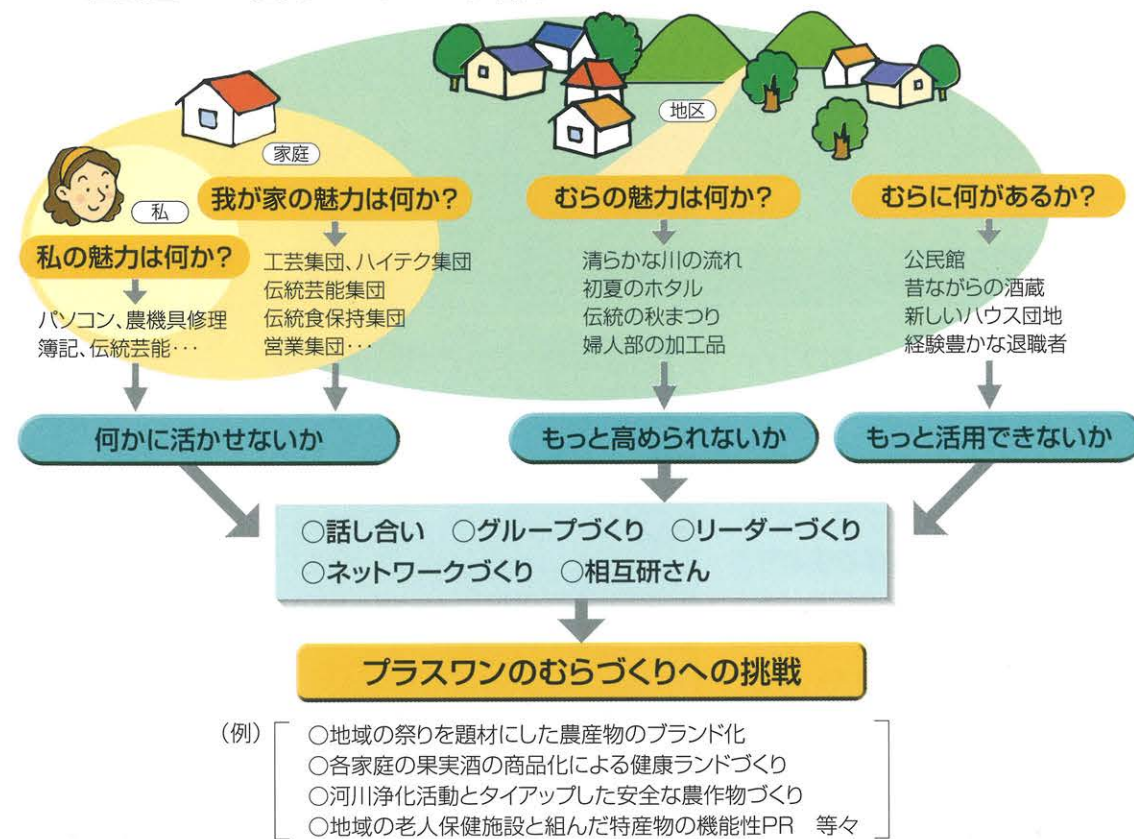 地区
家庭
私
我が家の魅力は何か?
むらの魅力は何か?
むらに何があるか?
私の魅力は何か?
工芸集団、ハイテク集団
伝統芸能集団
伝統食保持集団
営業集団…
清らかな川の流れ
初夏のホタル
伝統の秋まつり
婦人部の加工品
公民館
昔ながらの酒蔵
新しいハウス団地
経験豊かな退職者
パソコン、農機具修理
簿記、伝統芸能…
何かに活かせないか
もっと高められないか
もっと活用できないか
○話し合い ○グループづくり ○リーダーづくり
○ネットワークづくり ○相互研さん
プラスワンのむらづくりへの挑戦
(例)
○地域の祭りを題材にした農産物のブランド化
○各家庭の果実酒の商品化による健康ランドづくり
○河川浄化活動とタイアップした安全な農作物づくり
○地域の老人保健施設と組んだ特産物の機能性PR 等々